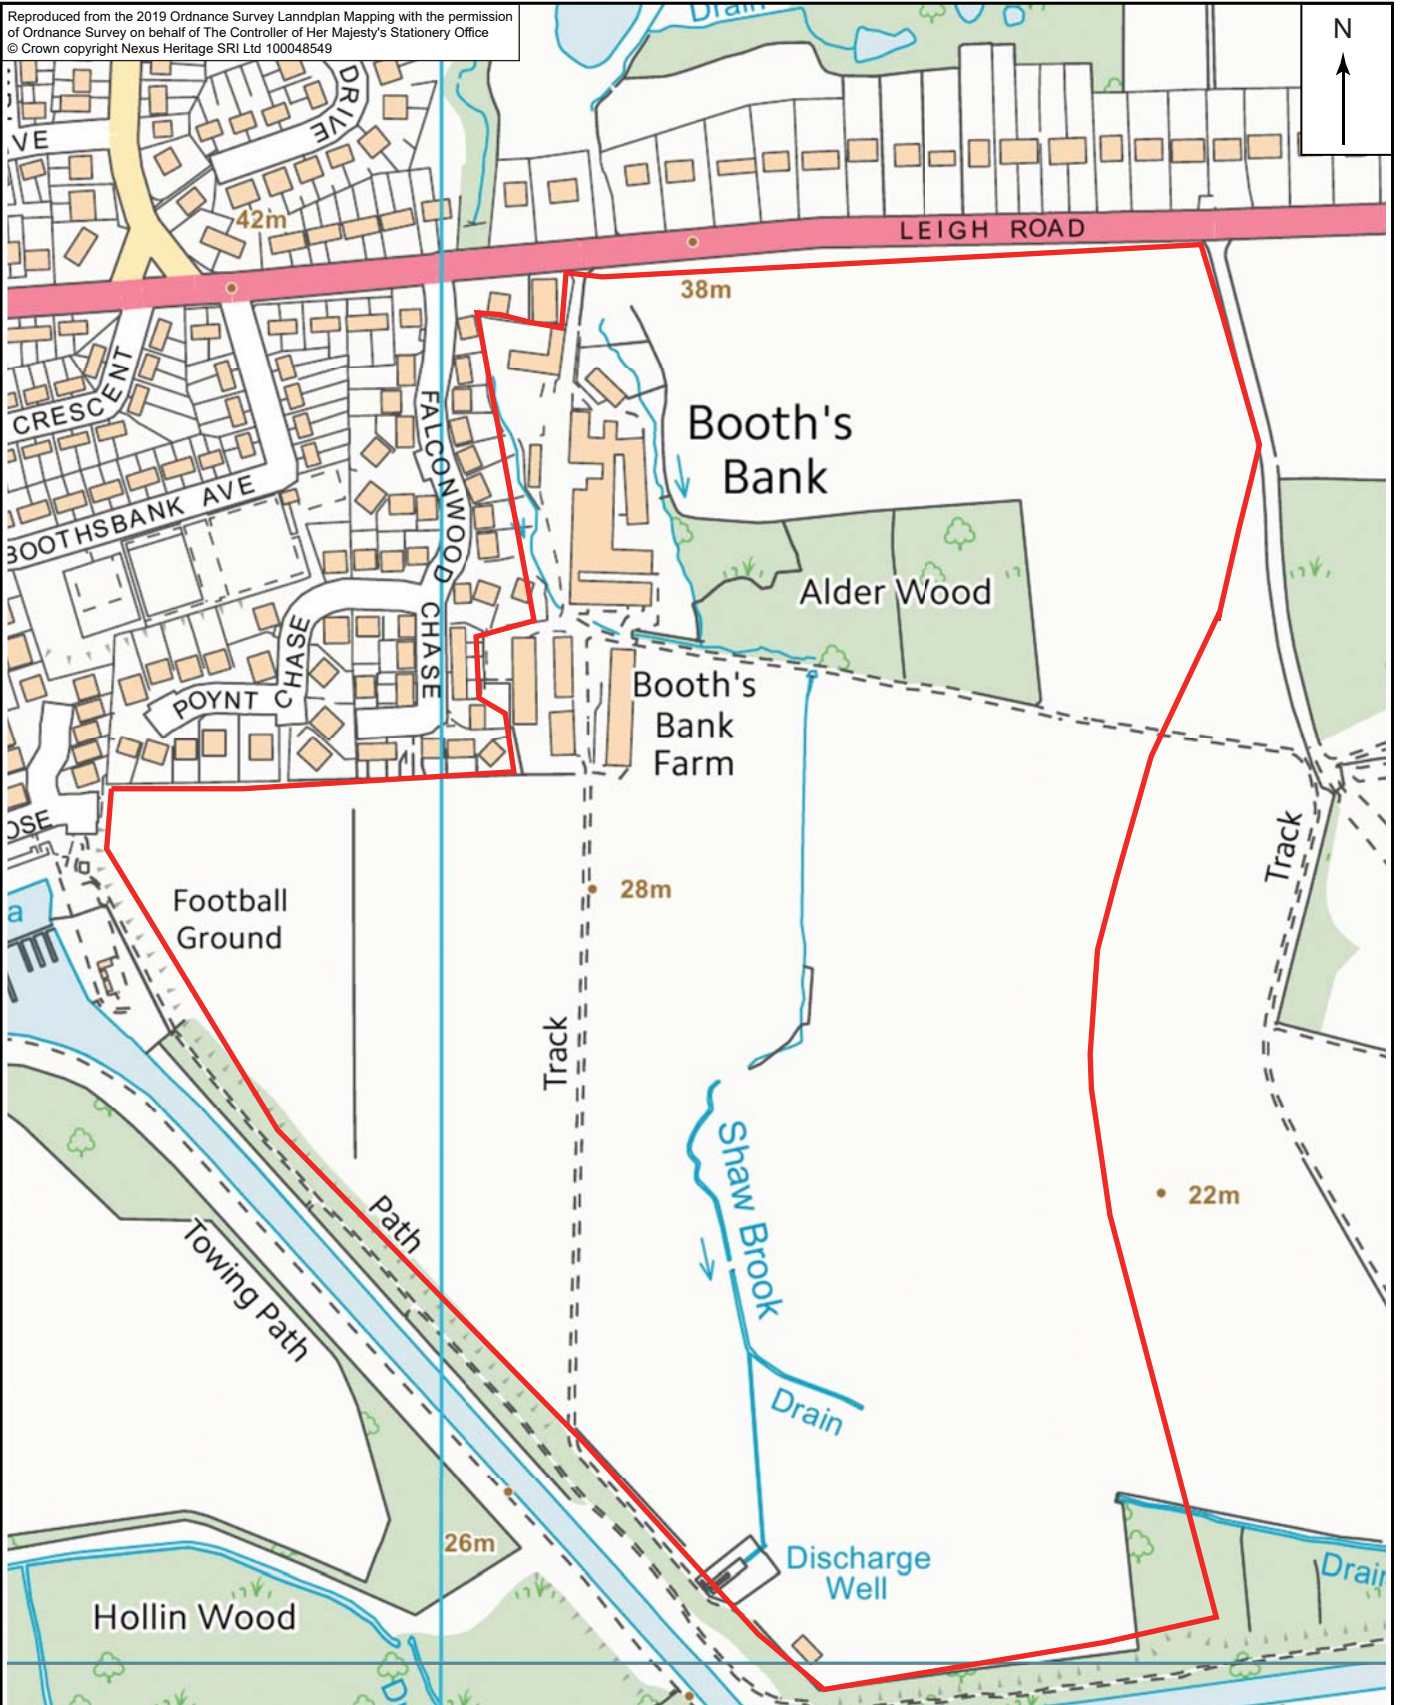 Reproduced from the 2019 Ordnance Survey Lanndplan Mapping with the permission
of Ordnance Survey on behalf of The Controller of Her Majesty's Stationery Office
© Crown copyright Nexus Heritage SRI Ltd 100048549
N
Drain
DRIVE
AVE
42m
LEIGH ROAD
38m
CRESCENT
FALCONWOOD CHASE
Booth's
Bank
BOOTHSBANK AVE
Alder Wood
POYNT CHASE
Booth's
Bank
Farm
OSE
Track
Football
Ground
28m
a
Track
Path
Shaw Brook
22m
Towing Path
Drain
26m
Discharge
Well
Drain
Hollin Wood
D